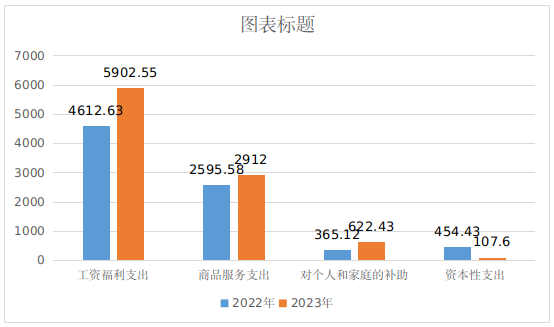 图表标题
7000
6000
5000
4000
3000
2000
1000
0
4612.63
5902.55
2595.58
2912
365.12
622.43
454.43
107.6
工资福利支出
商品服务支出
对个人和家庭的补助
资本性支出
2022年
2023年